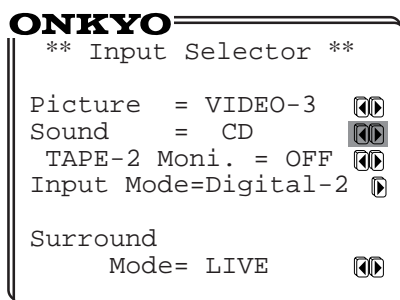 ONKYO
** Input Selector **
Picture = VIDEO-3
Sound = CD
TAPE-2 Moni. = OFF
Input Mode=Digital-2
Surround
Mode= LIVE